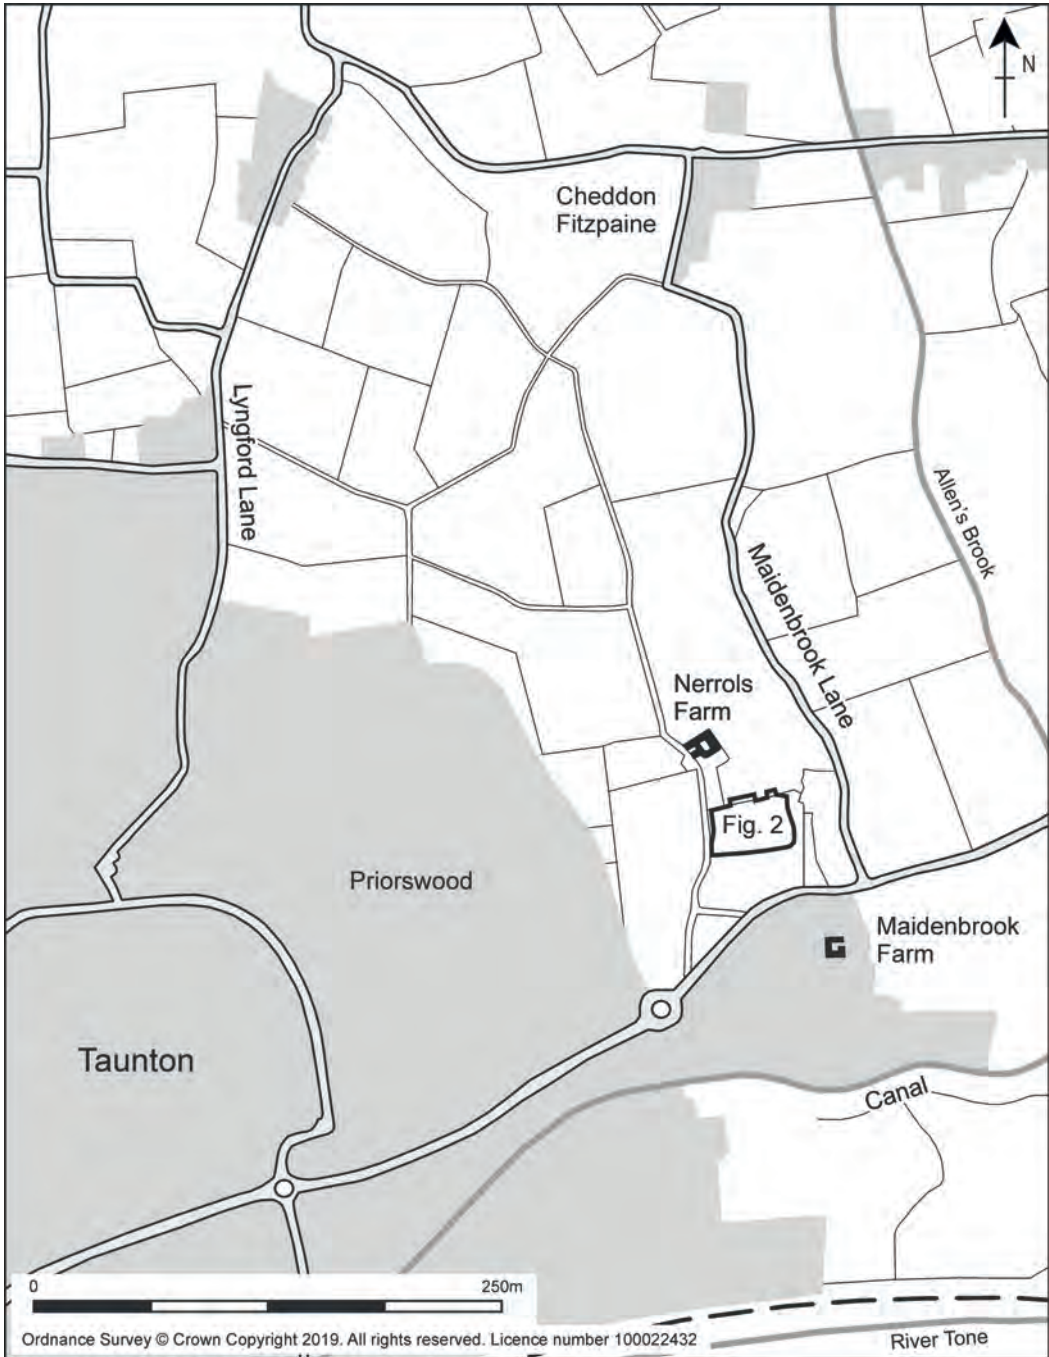 N
Cheddon
Fitzpaine
Lyngford Lane
Allen's Brook
Maidenbrook Lane
Nerrols
Farm
Fig. 2
Priorswood
Maidenbrook
Farm
Taunton
Canal
0
250m
Ordnance Survey © Crown Copyright 2019. All rights reserved. Licence number 100022432
River Tone